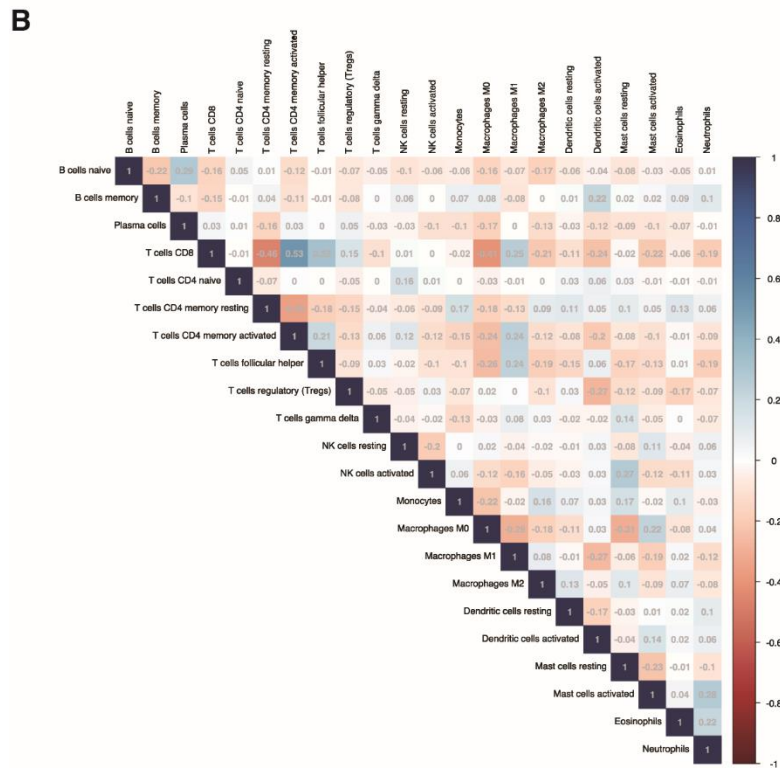 B
B cells naive
B cells memory
Plasma cells
T cells CD8
T cells CD4 naive
T cells CD4 memory resting
T cells CD4 memory activated
T cells follicular helper
T cells regulatory (Tregs)
T cells gamma delta
NK cells resting
NK cells activated
Monocytes
Macrophages M0
Macrophages M1
Macrophages M2
Dendritic cells resting
Dendritic cells activated
Mast cells resting
Mast cells activated
Eosinophils
Neutrophils
B cells naive 1 -0.22 0.29 -0.16 0.05 0.01 -0.12 -0.01 -0.07 -0.05 -0.1 -0.06 -0.06 -0.16 -0.07 -0.17 -0.06 -0.04 -0.08 -0.03 -0.05 0.01
B cells memory 1 -0.1 -0.15 -0.01 0.04 -0.11 -0.01 -0.08 0 0.06 0 0.07 0.08 -0.08 0 0.01 0.22 0.02 0.02 0.09 0.1
Plasma cells 1 0.03 0.01 -0.16 0.03 0 0.03 -0.03 -0.03 -0.1 -0.1 -0.17 0 -0.13 -0.03 -0.12 -0.09 -0.1 -0.07 -0.01
T cells CD8 1 -0.01 -0.46 0.53 0.15 -0.1 0.01 0 -0.02 0.25 -0.21 -0.11 -0.24 -0.02 -0.22 -0.06 -0.19
T cells CD4 naive 1 -0.07 0 0 -0.05 0 0.16 0.01 0 -0.03 -0.01 0 0.03 0.06 0.03 -0.01 -0.01 -0.01
T cells CD4 memory resting 1 -0.18 -0.15 -0.04 -0.06 -0.09 0.17 -0.18 -0.13 0.09 0.11 0.05 0.1 0.05 0.13 0.06
T cells CD4 memory activated 1 0.21 -0.13 0.06 0.12 -0.12 -0.15 -0.24 0.24 -0.12 -0.08 -0.2 -0.08 -0.1 -0.01 -0.09
T cells follicular helper 1 -0.09 0.03 -0.02 -0.1 -0.1 0.24 -0.19 -0.15 0.06 -0.17 -0.13 0.01 -0.19
T cells regulatory (Tregs) 1 -0.05 -0.05 0.03 -0.07 0.02 0 -0.1 0.03 -0.27 -0.12 -0.09 -0.17 -0.07
T cells gamma delta 1 -0.04 -0.02 -0.13 -0.03 0.08 0.03 -0.02 -0.02 0.14 -0.05 0 -0.07
NK cells resting 1 -0.2 0 0.02 -0.04 -0.02 -0.01 0.03 -0.08 0.11 -0.04 0.06
NK cells activated 1 0.06 -0.12 -0.16 -0.05 -0.03 0.03 0.27 -0.12 -0.11 0.03
Monocytes 1 -0.22 -0.02 0.16 0.07 0.03 0.17 -0.02 0.1 -0.03
Macrophages M0 1 -0.18 -0.11 0.03 0.22 -0.08 0.04
Macrophages M1 1 0.08 -0.01 -0.27 -0.06 -0.19 0.02 -0.12
Macrophages M2 1 0.13 -0.05 0.1 -0.09 0.07 -0.08
Dendritic cells resting 1 -0.17 -0.03 0.01 0.02 0.1
Dendritic cells activated 1 -0.04 0.14 0.02 0.06
Mast cells resting 1 -0.23 -0.01 -0.1
Mast cells activated 1 0.04 0.28
Eosinophils 1 0.22
Neutrophils 1
1
0.8
0.6
0.4
0.2
0
-0.2
-0.4
-0.6
-0.8
-1